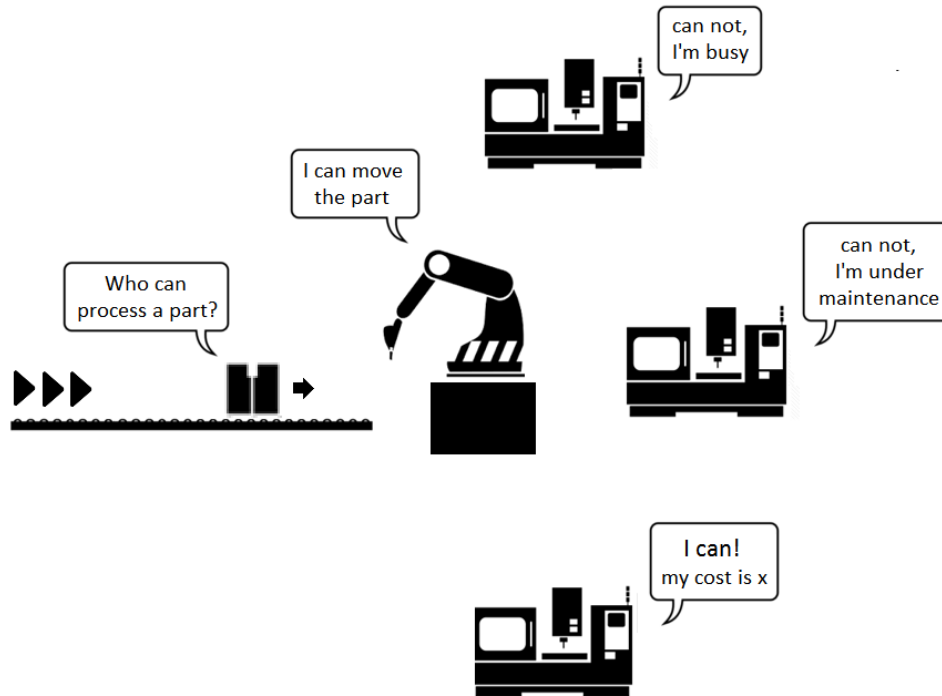 can not,
I'm busy
I can move
the part
can not,
I'm under
maintenance
Who can
process a part?
I can!
my cost is x